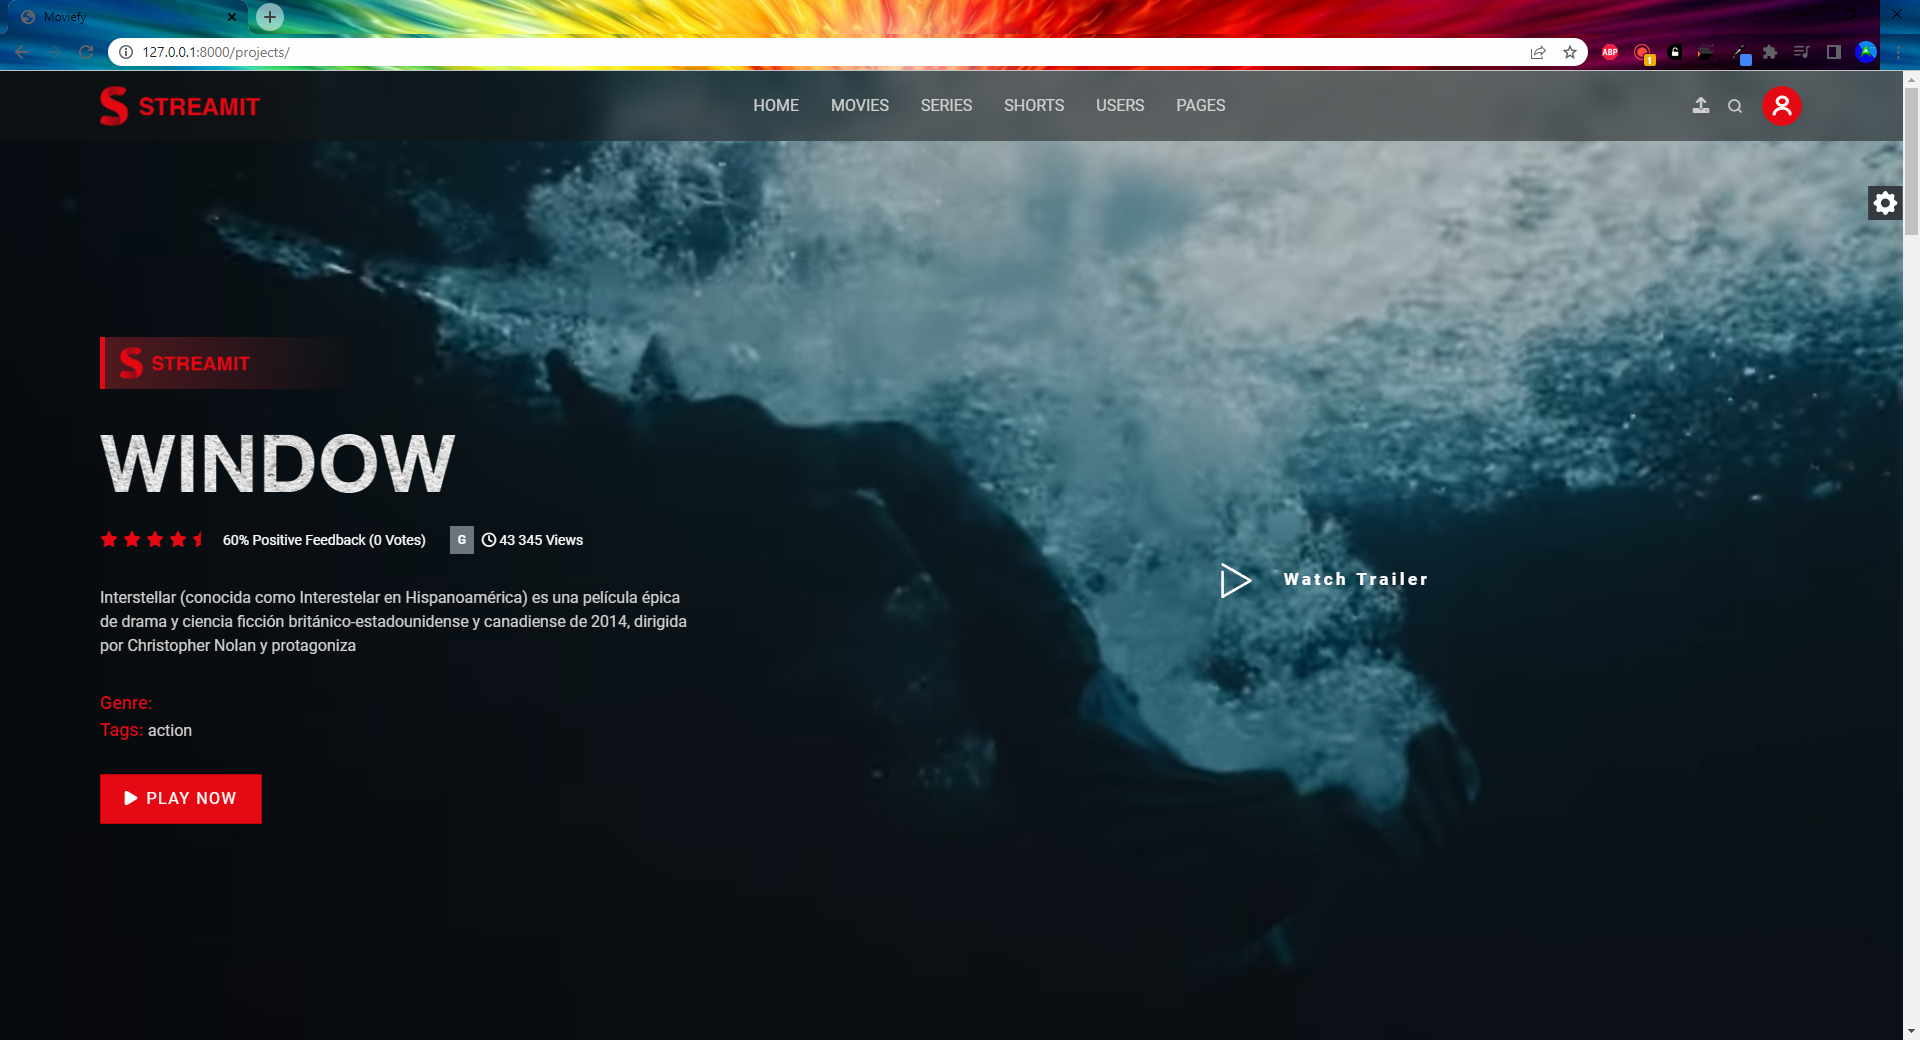 Moviefy
127.0.0.1:8000/projects/
ABP
1
STREAMIT
HOME MOVIES SERIES SHORTS USERS PAGES
STREAMIT
WINDOW
60% Positive Feedback (0 Votes) G 43 345 Views
Interstellar (conocida como Interestelar en Hispanoamérica) es una película épica
de drama y ciencia ficción británico-estadounidense y canadiense de 2014, dirigida
por Christopher Nolan y protagoniza
Watch Trailer
Genre:
Tags: action
PLAY NOW